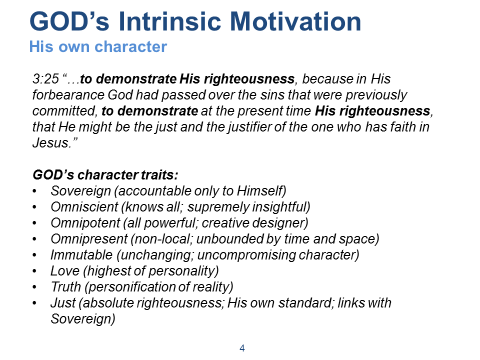 GOD's Intrinsic Motivation
His own character
3:25 “…to demonstrate His righteousness, because in His
forbearance God had passed over the sins that were previously
committed, to demonstrate at the present time His righteousness,
that He might be the just and the justifier of the one who has faith in
Jesus.”
GOD’s character traits:
• Sovereign (accountable only to Himself)
• Omniscient (knows all; supremely insightful)
• Omnipotent (all powerful; creative designer)
• Omnipresent (non-local; unbounded by time and space)
• Immutable (unchanging; uncompromising character)
• Love (highest of personality)
• Truth (personification of reality)
• Just (absolute righteousness; His own standard; links with
Sovereign)
4